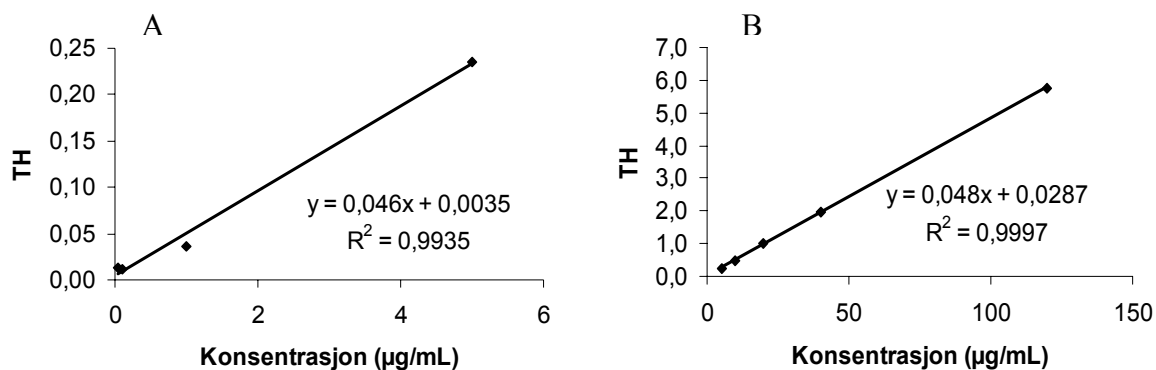 A
0,25
0,20
0,15
0,10
0,05
0,00
TH
y = 0,046x + 0,0035
R² = 0,9935
0 2 4 6
Konsentrasjon (µg/mL)
B
7,0
6,0
5,0
4,0
3,0
2,0
1,0
0,0
TH
y = 0,048x + 0,0287
R² = 0,9997
0 50 100 150
Konsentrasjon (µg/mL)